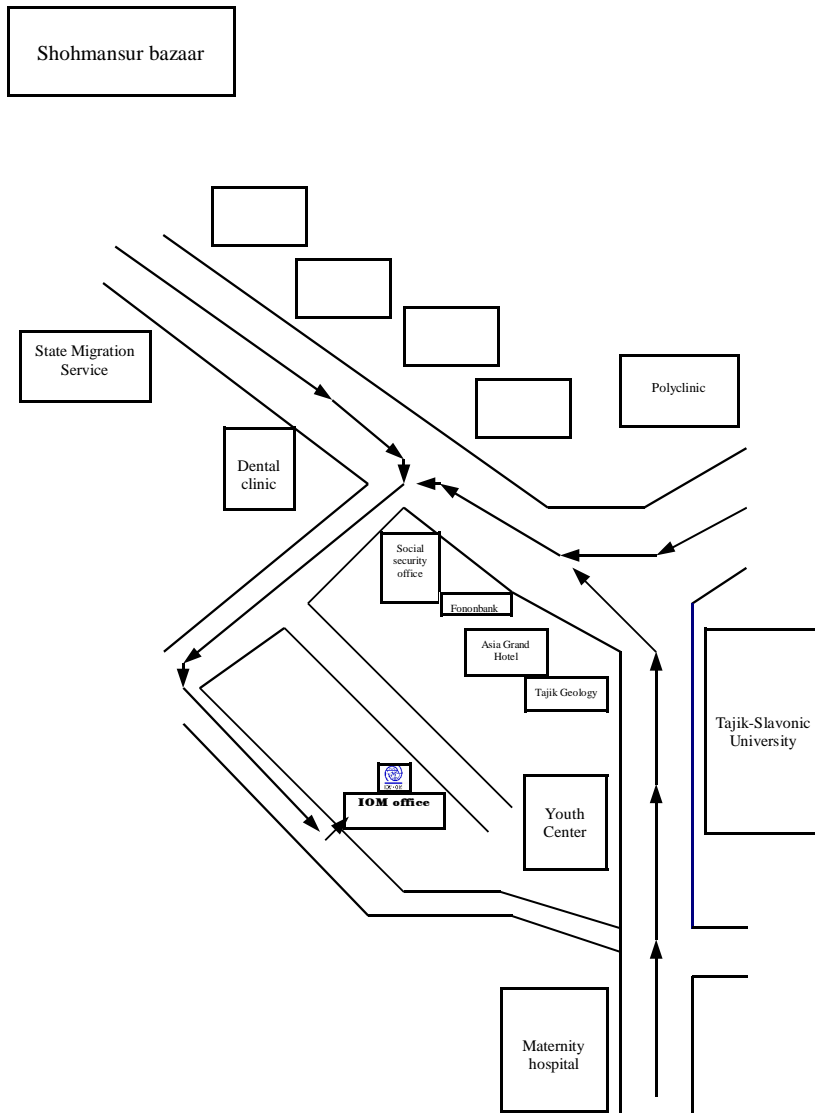 Shohmansur bazaar
State Migration
Service
Polyclinic
Dental
clinic
Social
security
office
Fononbank
Asia Grand
Hotel
Tajik Geology
Tajik-Slavonic
University
IOM office
Youth
Center
Maternity
hospital